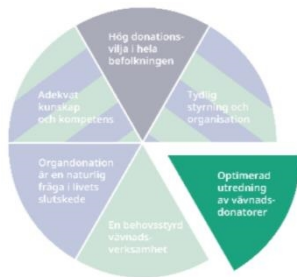 Hög donations-
vilja i hela
befolkningen
Adekvat
kunskap
och kompetens
Tydlig
styrning och
organisation
Organdonation
är en naturlig
fråga i livets
slutskede
Optimerad
utredning
av vävnads-
donatorer
En behovsstyrd
vävnads-
verksamhet